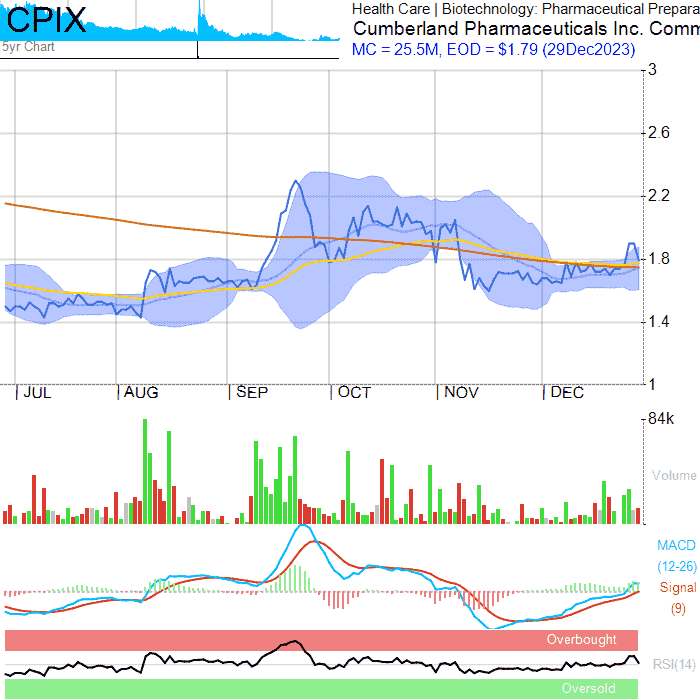 CPIX
5yr Chart
Health Care | Biotechnology: Pharmaceutical Prepara
Cumberland Pharmaceuticals Inc. Comm
MC = 25.5M, EOD = $1.79 (29Dec2023)
3
2.6
2.2
1.8
1.4
1
JUL AUG SEP OCT NOV DEC
84k
Volume
MACD
(12-26)
Signal
(9)
Overbought
RSI(14)
Oversold